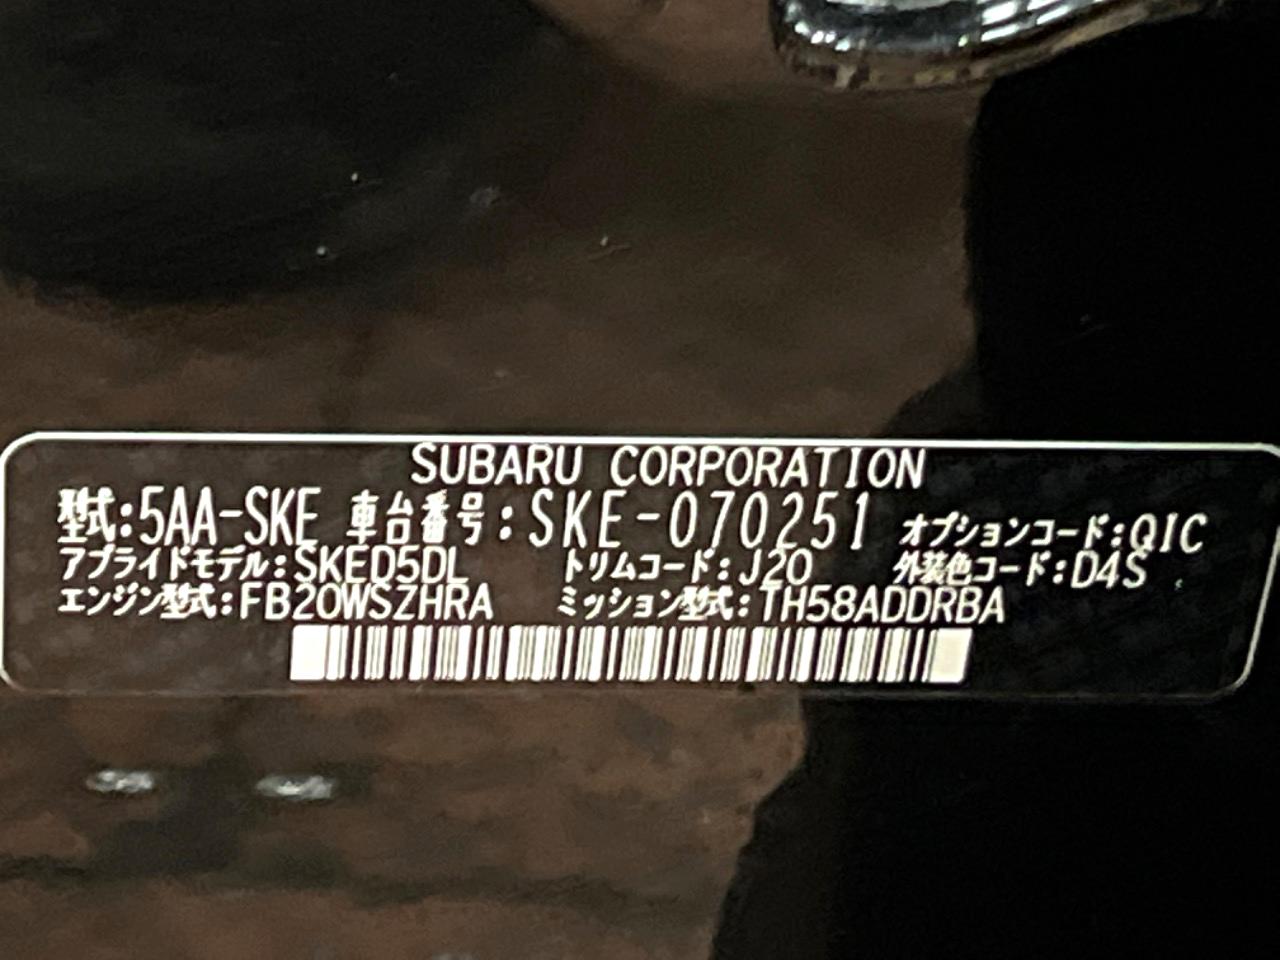 SUBARU CORPORATION
型式:5AA-SKE 車台番号:SKE-070251 オプションコード:QIC
アプライドモデル:SKED5DL トリムコード:J20 外装色コード:D4S
エンジン型式:FB20WSZHRA ミッション型式:TH58ADDRBA